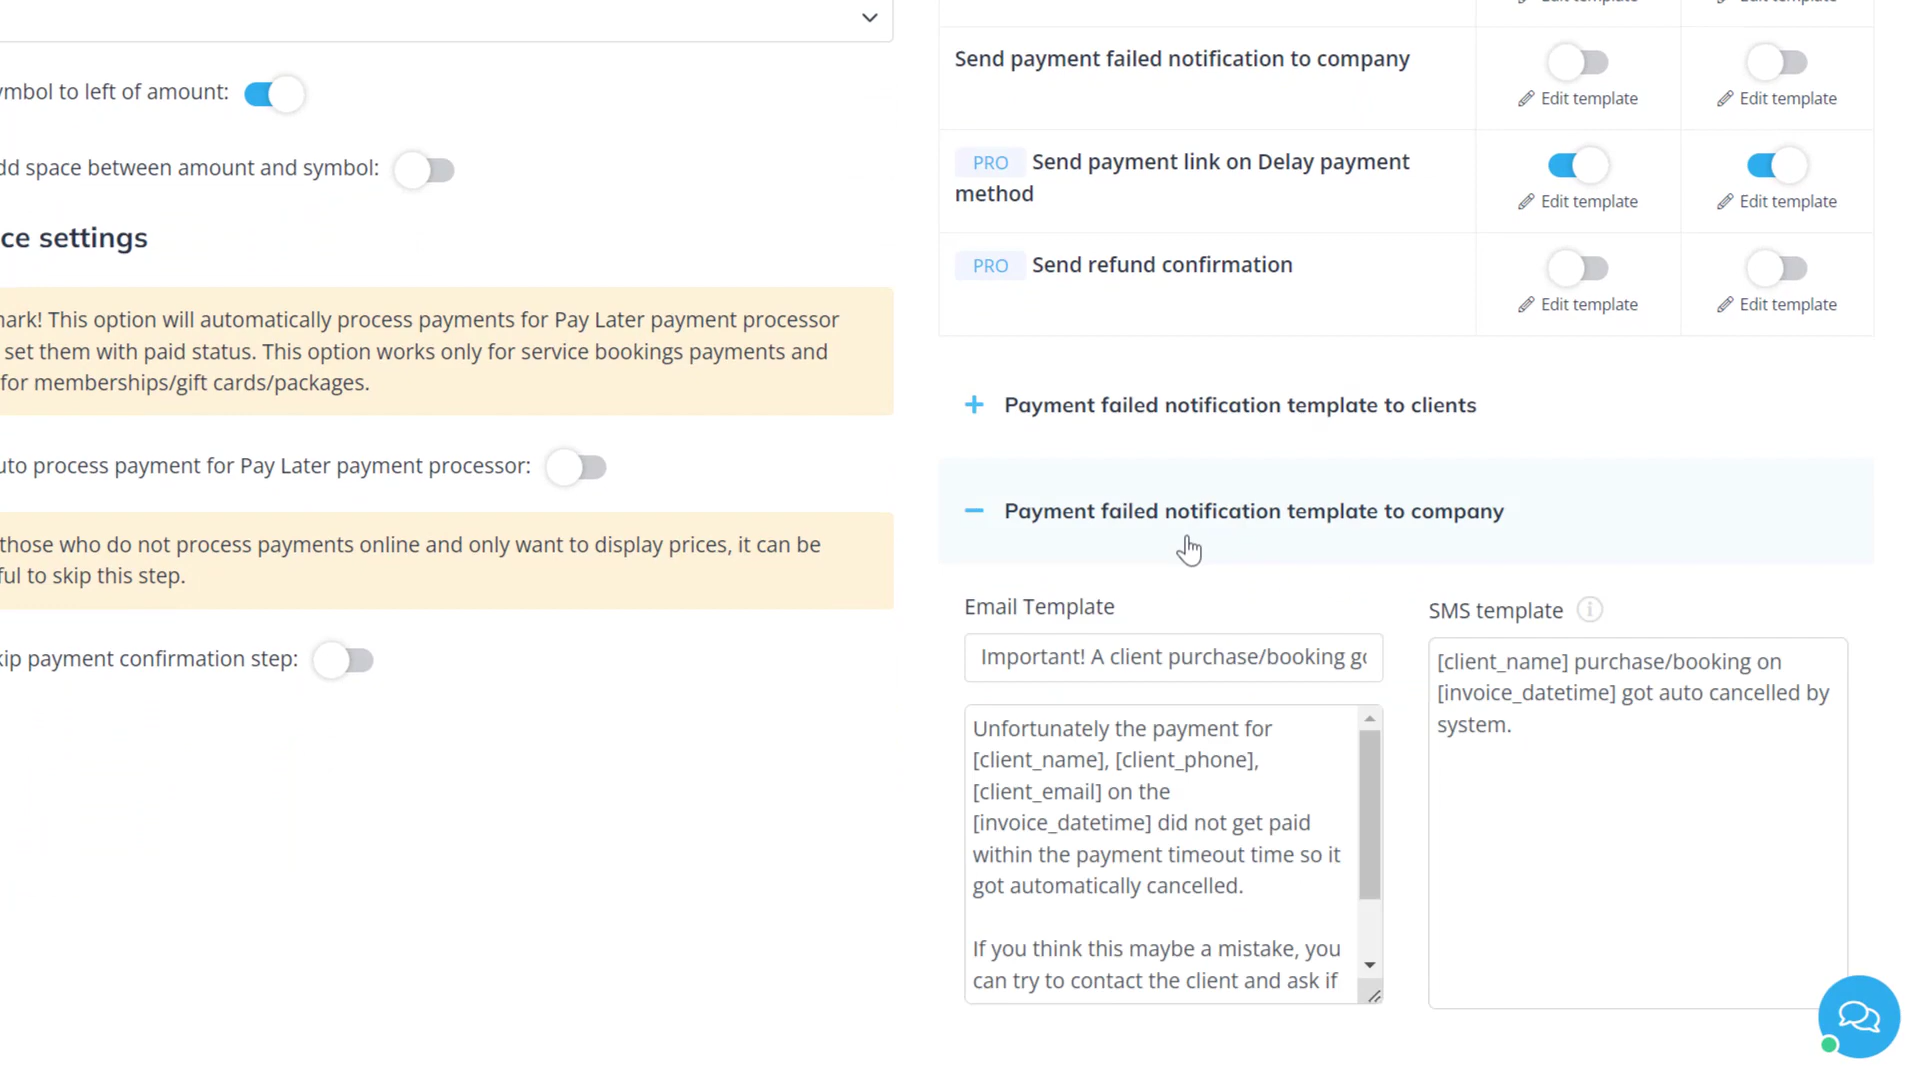 ymbol to left of amount:
dd space between amount and symbol:
ce settings
nark! This option will automatically process payments for Pay Later payment processor
set them with paid status. This option works only for service bookings payments and
for memberships/gift cards/packages.
uto process payment for Pay Later payment processor:
those who do not process payments online and only want to display prices, it can be
ful to skip this step.
kip payment confirmation step:
Edit template
Edit template
Send payment failed notification to company
Edit template
Edit template
PRO Send payment link on Delay payment
method
Edit template
Edit template
PRO Send refund confirmation
Edit template
Edit template
+ Payment failed notification template to clients
− Payment failed notification template to company
Email Template
Important! A client purchase/booking go
Unfortunately the payment for
[client_name], [client_phone],
[client_email] on the
[invoice_datetime] did not get paid
within the payment timeout time so it
got automatically cancelled.
If you think this maybe a mistake, you
can try to contact the client and ask if
SMS template
[client_name] purchase/booking on
[invoice_datetime] got auto cancelled by
system.